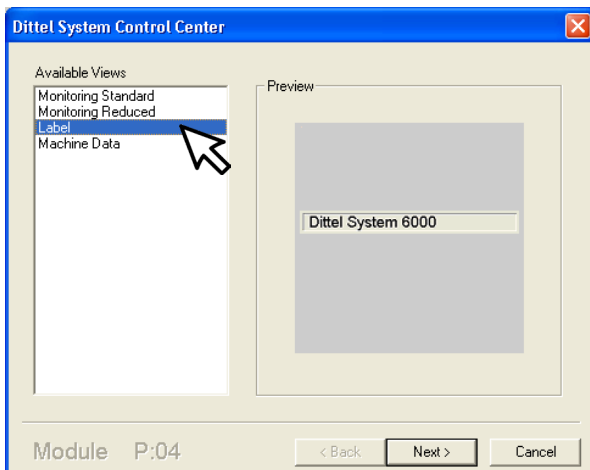 Dittel System Control Center
Available Views
Monitoring Standard
Monitoring Reduced
Label
Machine Data
Preview
Dittel System 6000
Module P:04
< Back
Next >
Cancel